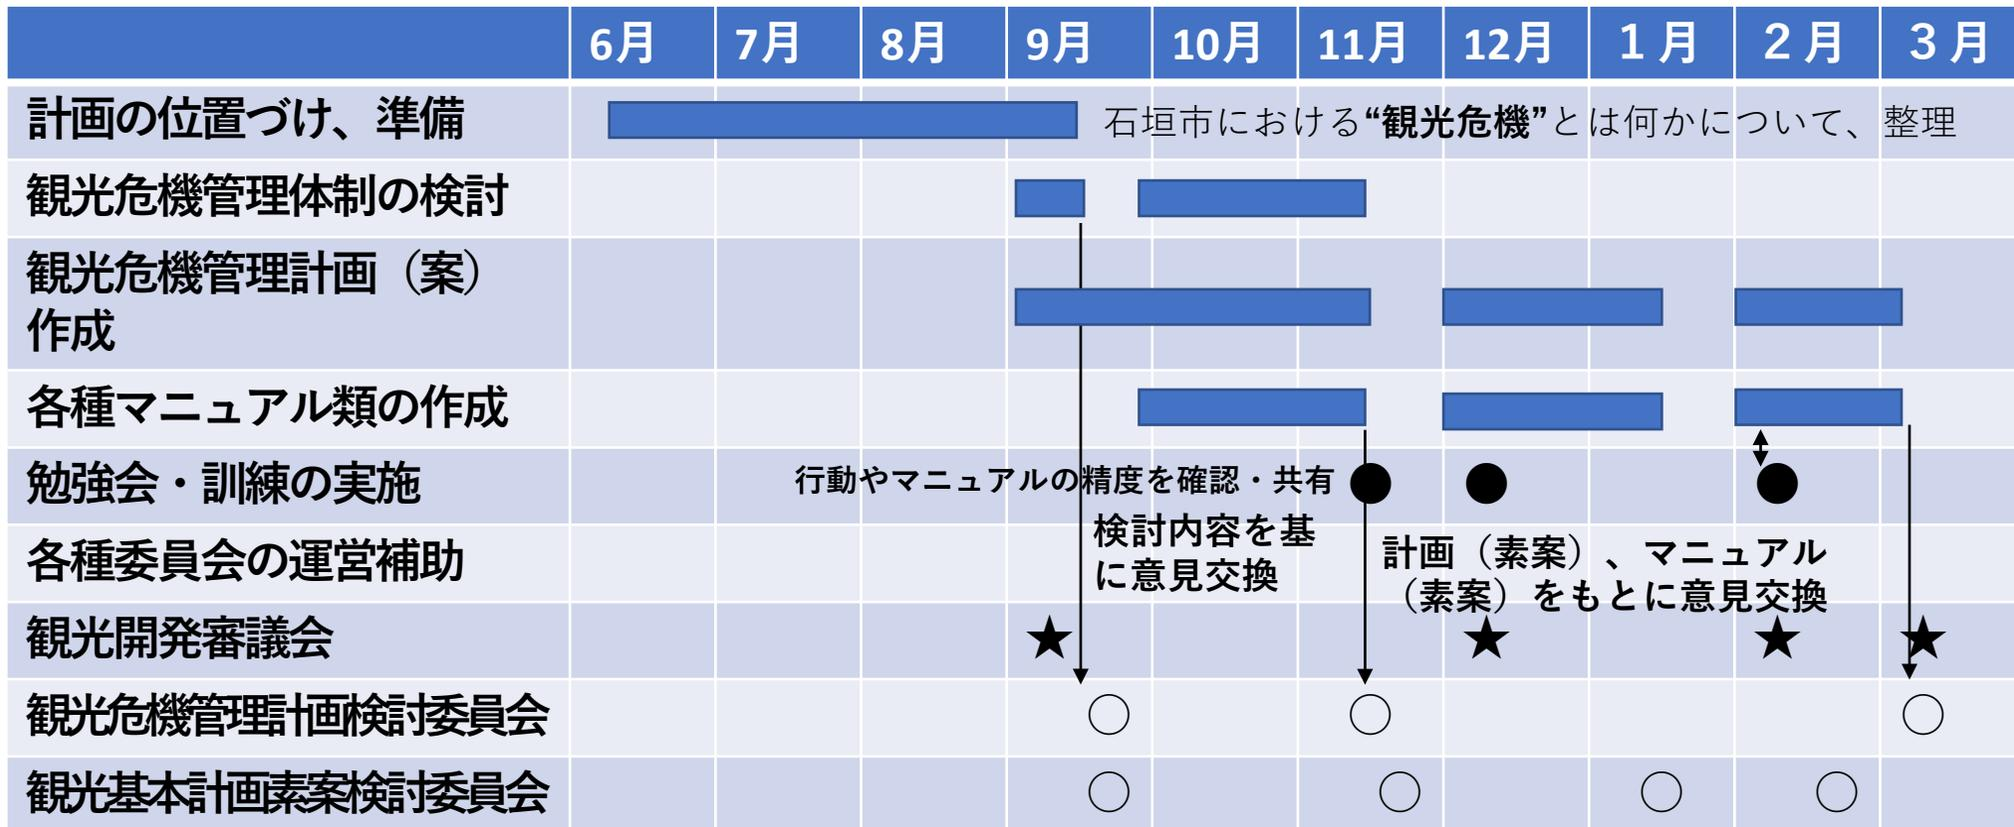 6月 7月 8月 9月 10月 11月 12月 １月 ２月 ３月
計画の位置づけ、準備
石垣市における“観光危機”とは何かについて、整理
観光危機管理体制の検討
観光危機管理計画（案）
作成
各種マニュアル類の作成
勉強会・訓練の実施
行動やマニュアルの精度を確認・共有
各種委員会の運営補助
検討内容を基
に意見交換
計画（素案）、マニュアル
（素案）をもとに意見交換
観光開発審議会
観光危機管理計画検討委員会
観光基本計画素案検討委員会